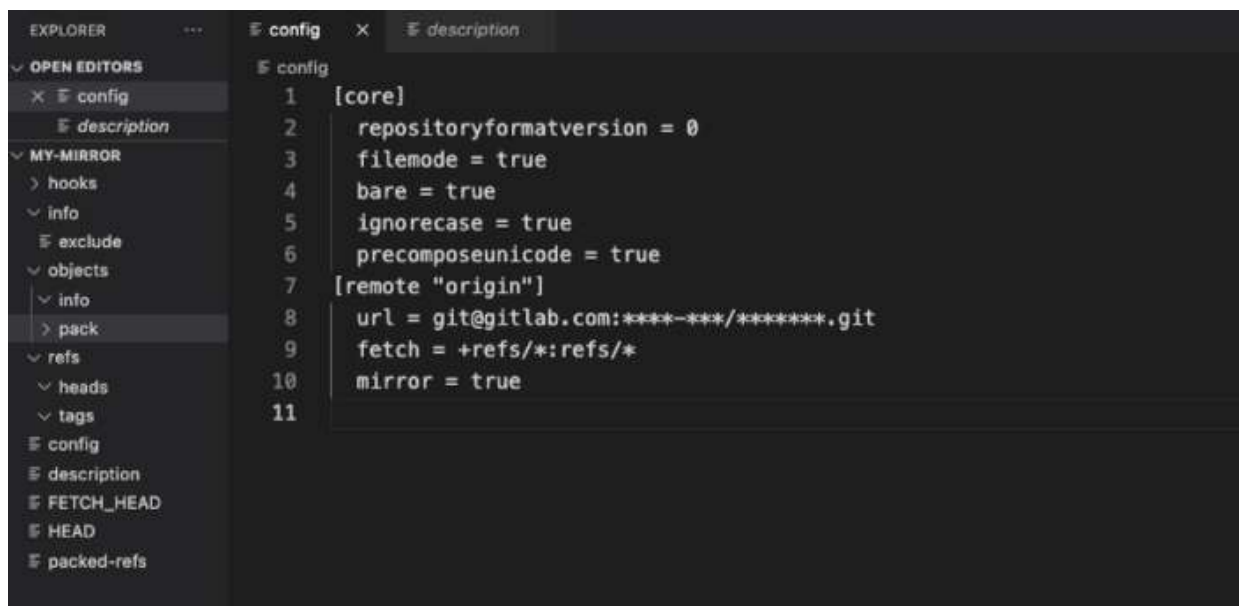 EXPLORER ...
OPEN EDITORS
config
description
MY-MIRROR
hooks
info
exclude
objects
info
pack
refs
heads
tags
config
description
FETCH_HEAD
HEAD
packed-refs
config description
config
1 [core]
2 repositoryformatversion = 0
3 filemode = true
4 bare = true
5 ignorecase = true
6 precomposeunicode = true
7 [remote "origin"]
8 url = git@gitlab.com:****-***/*******.git
9 fetch = +refs/*:refs/*
10 mirror = true
11